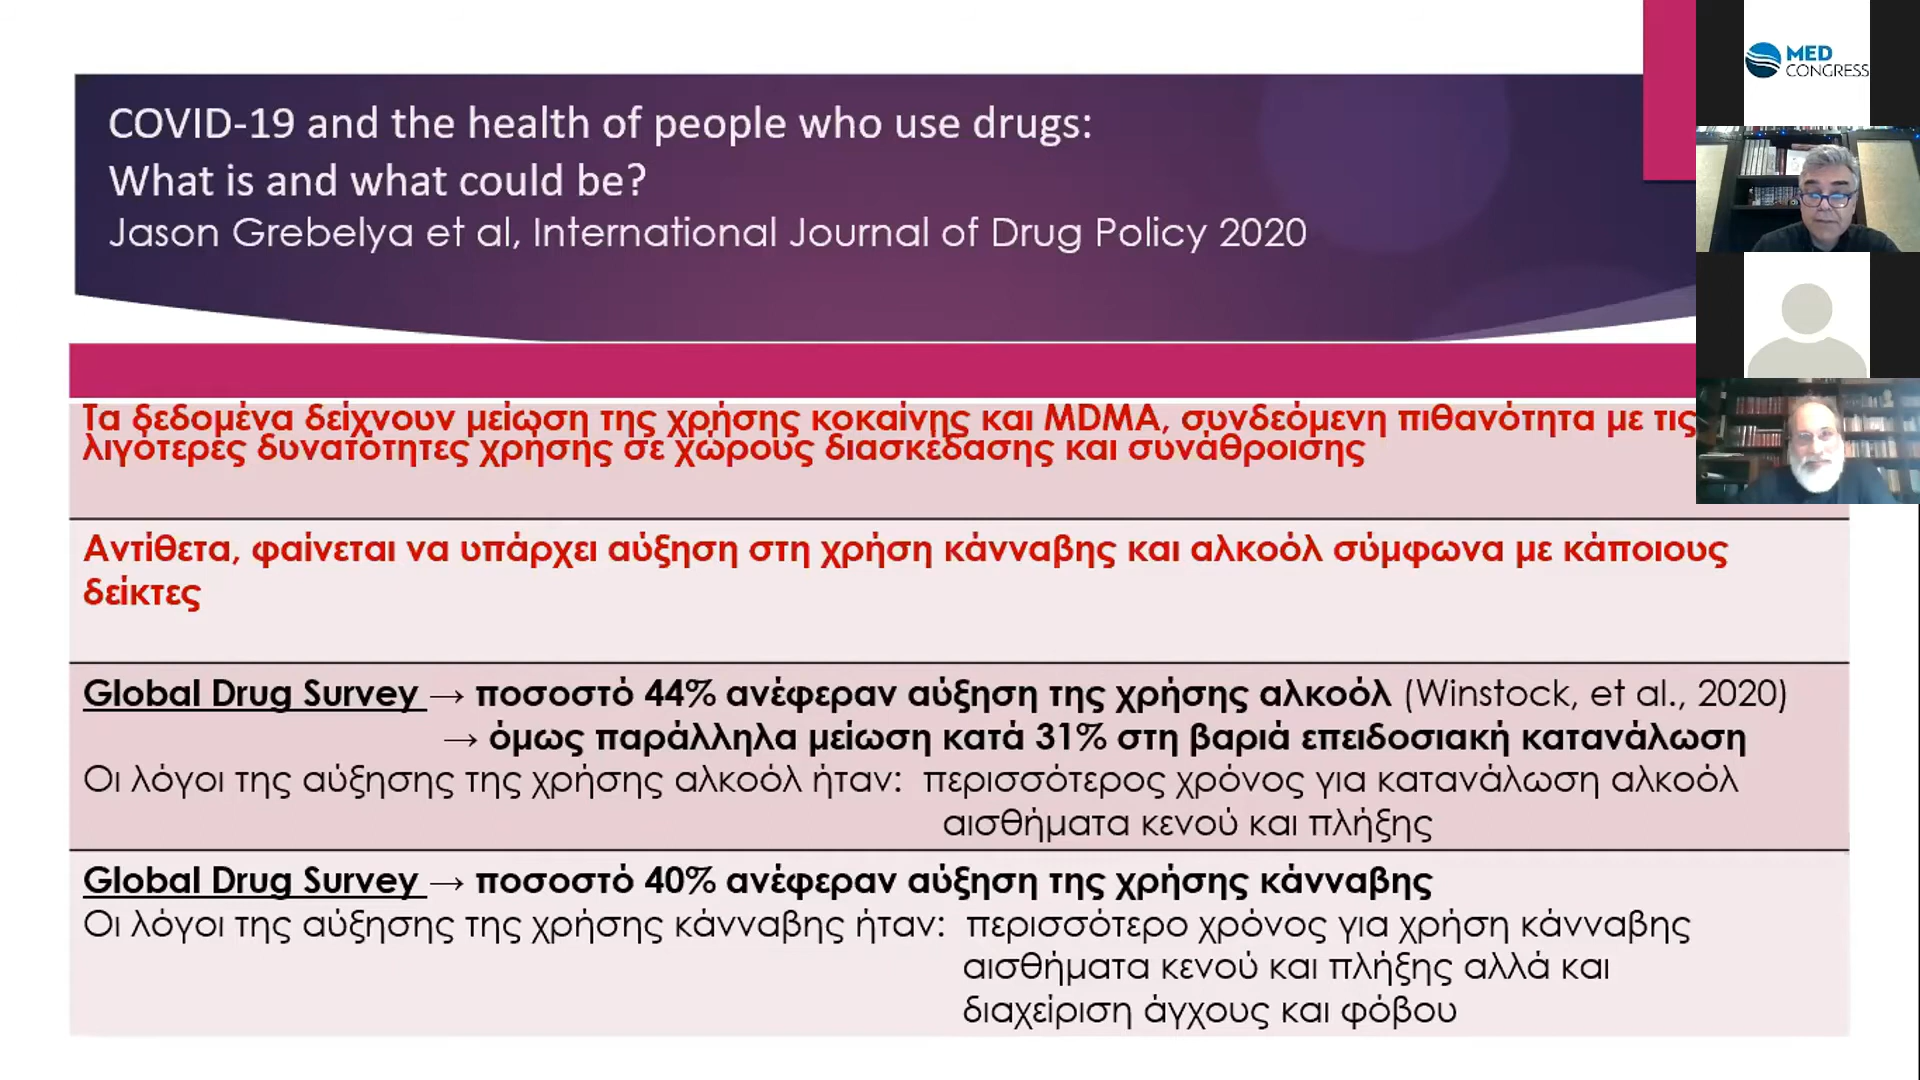 COVID-19 and the health of people who use drugs:
What is and what could be?
Jason Grebelya et al, International Journal of Drug Policy 2020
MED
CONGRESS
Τα δεδομένα δείχνουν μείωση της χρήσης κοκαίνης και MDMA, συνδεόμενη πιθανότητα με τις
λιγότερες δυνατότητες χρήσης σε χώρους διασκέδασης και συνάθροισης
Αντίθετα, φαίνεται να υπάρχει αύξηση στη χρήση κάνναβης και αλκοόλ σύμφωνα με κάποιους
δείκτες
Global Drug Survey → ποσοστό 44% ανέφεραν αύξηση της χρήσης αλκοόλ (Winstock, et al., 2020)
→ όμως παράλληλα μείωση κατά 31% στη βαριά επειδοσιακή κατανάλωση
Οι λόγοι της αύξησης της χρήσης αλκοόλ ήταν: περισσότερος χρόνος για κατανάλωση αλκοόλ
αισθήματα κενού και πλήξης
Global Drug Survey → ποσοστό 40% ανέφεραν αύξηση της χρήσης κάνναβης
Οι λόγοι της αύξησης της χρήσης κάνναβης ήταν: περισσότερο χρόνος για χρήση κάνναβης
αισθήματα κενού και πλήξης αλλά και
διαχείριση άγχους και φόβου